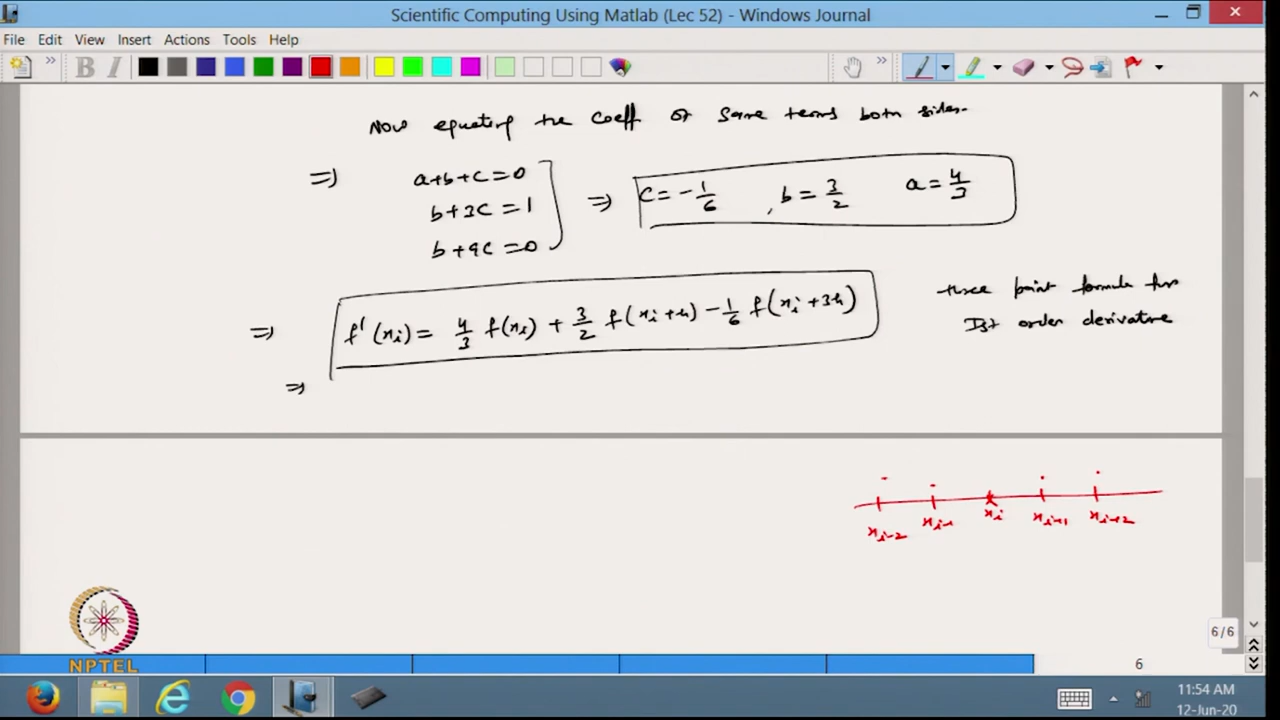 Scientific Computing Using Matlab (Lec 52) - Windows Journal
File Edit View Insert Actions Tools Help
Now equating the coeff of same terms both sides.
⇒ a+b+c=0
b+3c=1
b+9c=0
⇒ c=-1/6 , b=3/2 a=4/3
⇒ f'(xi)= 4/3 f(xi) + 3/2 f(xi+h) - 1/6 f(xi+3h)
three point formula for
Ist order derivative
⇒
xi-2 xi-1 xi xi+1 xi+2
6/6
NPTEL
6
11:54 AM
12-Jun-20